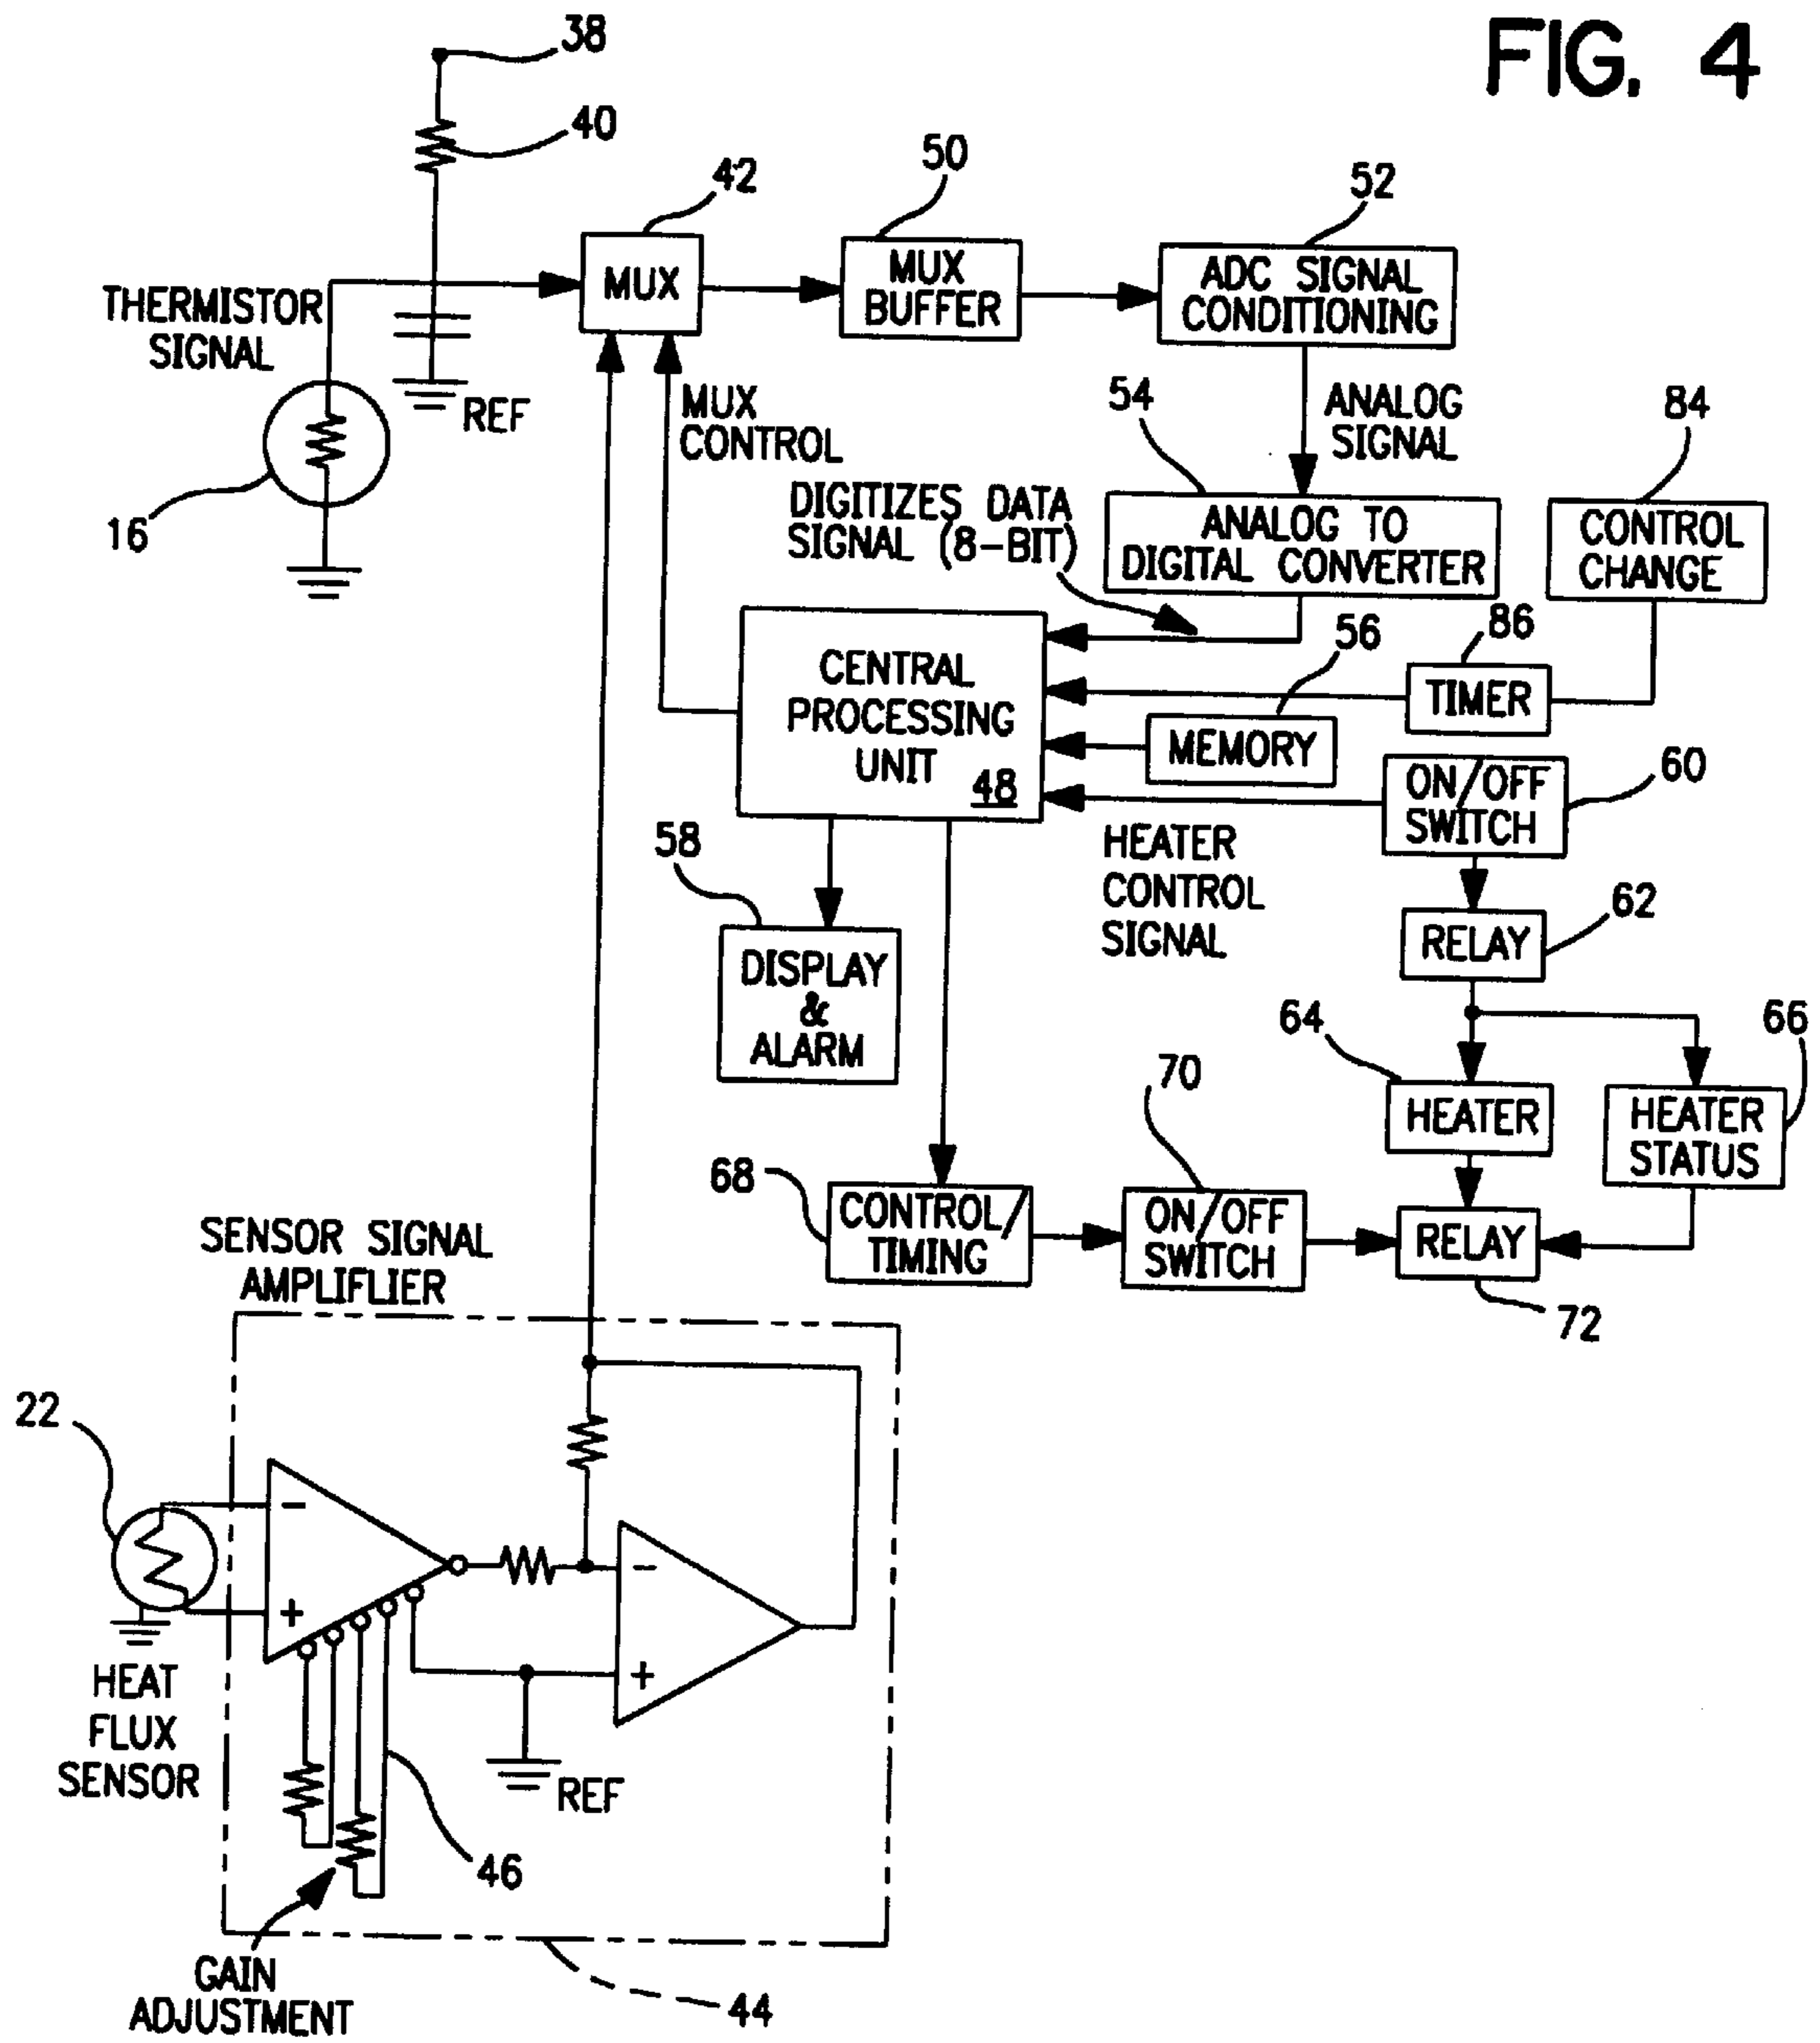 FIG. 4
38
40
42
50
52
MUX
MUX
BUFFER
ADC SIGNAL
CONDITIONING
THERMISTOR
SIGNAL
REF
16
MUX
CONTROL
54
ANALOG
SIGNAL
84
DIGITIZES DATA
SIGNAL (8-BIT)
ANALOG TO
DIGITAL CONVERTER
CONTROL
CHANGE
86
56
TIMER
CENTRAL
PROCESSING
UNIT
48
MEMORY
ON/OFF
SWITCH
60
58
HEATER
CONTROL
SIGNAL
RELAY
62
DISPLAY
&
ALARM
64
66
HEATER
HEATER
STATUS
70
68
CONTROL/
TIMING
ON/OFF
SWITCH
RELAY
72
SENSOR SIGNAL
AMPLIFLIER
22
-
+
-
+
HEAT
FLUX
SENSOR
REF
46
GAIN
ADJUSTMENT
44